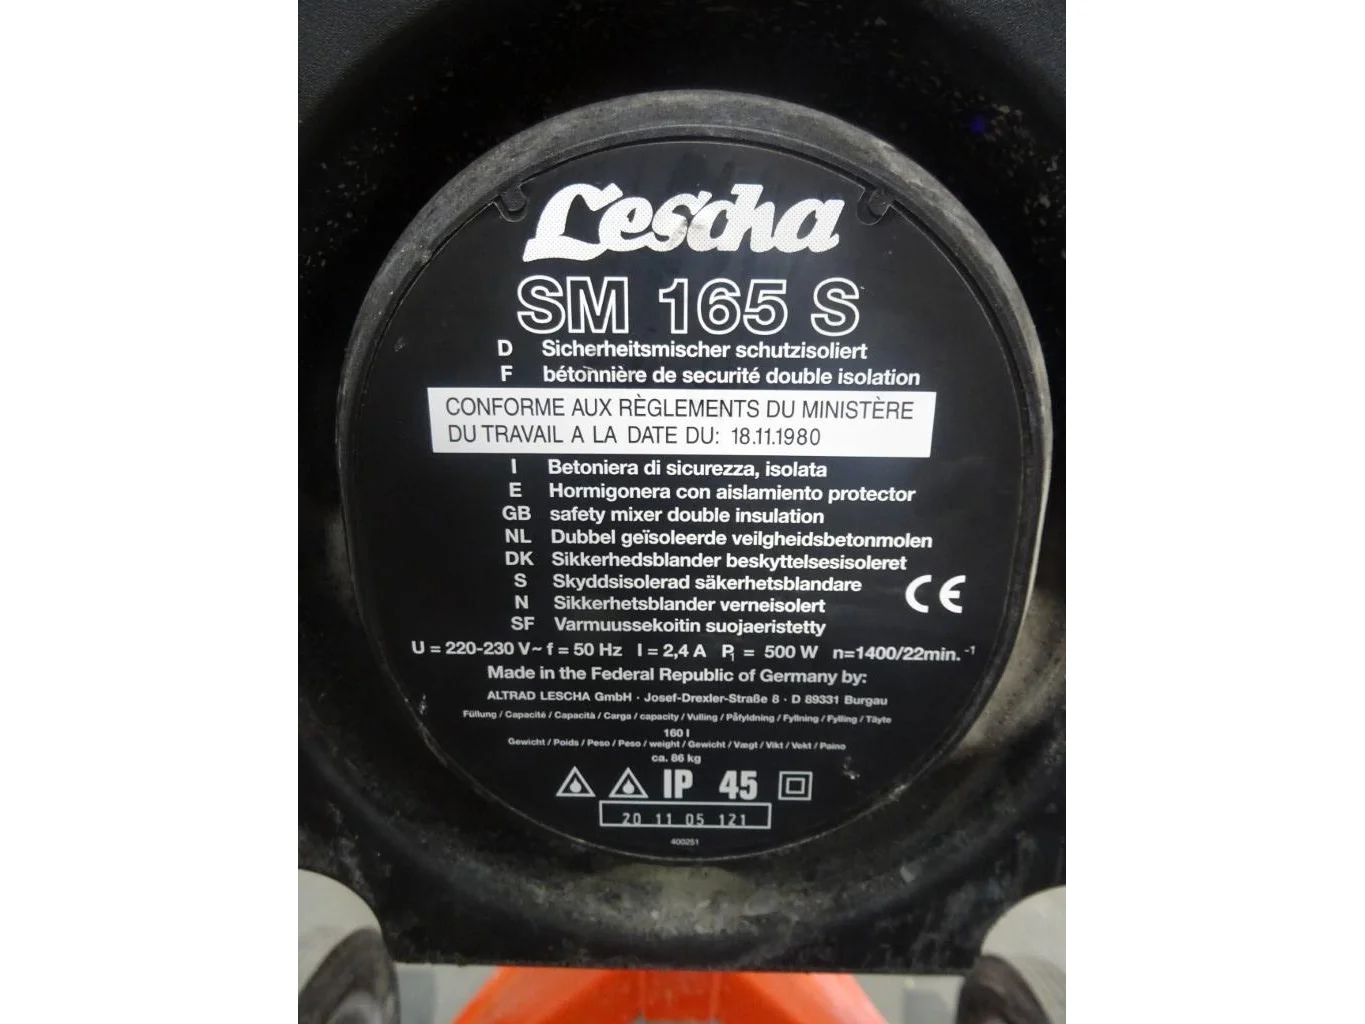 Lescha
SM 165 S
D Sicherheitsmischer schutzisoliert
F bétonnière de securité double isolation
CONFORME AUX RÈGLEMENTS DU MINISTÈRE
DU TRAVAIL A LA DATE DU: 18.11.1980
I Betoniera di sicurezza, isolata
E Hormigonera con aislamiento protector
GB safety mixer double insulation
NL Dubbel geïsoleerde veilgheidsbetonmolen
DK Sikkerhedsblander beskyttelsesisoleret
S Skyddsisolerad säkerhetsblandare
N Sikkerhetsblander verneisolert
SF Varmuussekoitin suojaeristetty
CE
U = 220-230 V~ f = 50 Hz I = 2,4 A P₁ = 500 W n=1400/22min.⁻¹
Made in the Federal Republic of Germany by:
ALTRAD LESCHA GmbH · Josef-Drexler-Straße 8 · D 89331 Burgau
Füllung / Capacité / Capacità / Carga / capacity / Vulling / Påfyldning / Fyllning / Fylling / Täyte
160 l
Gewicht / Poids / Peso / Peso / weight / Gewicht / Vægt / Vikt / Vekt / Paino
ca. 86 kg
IP 45
20 11 05 121
400251